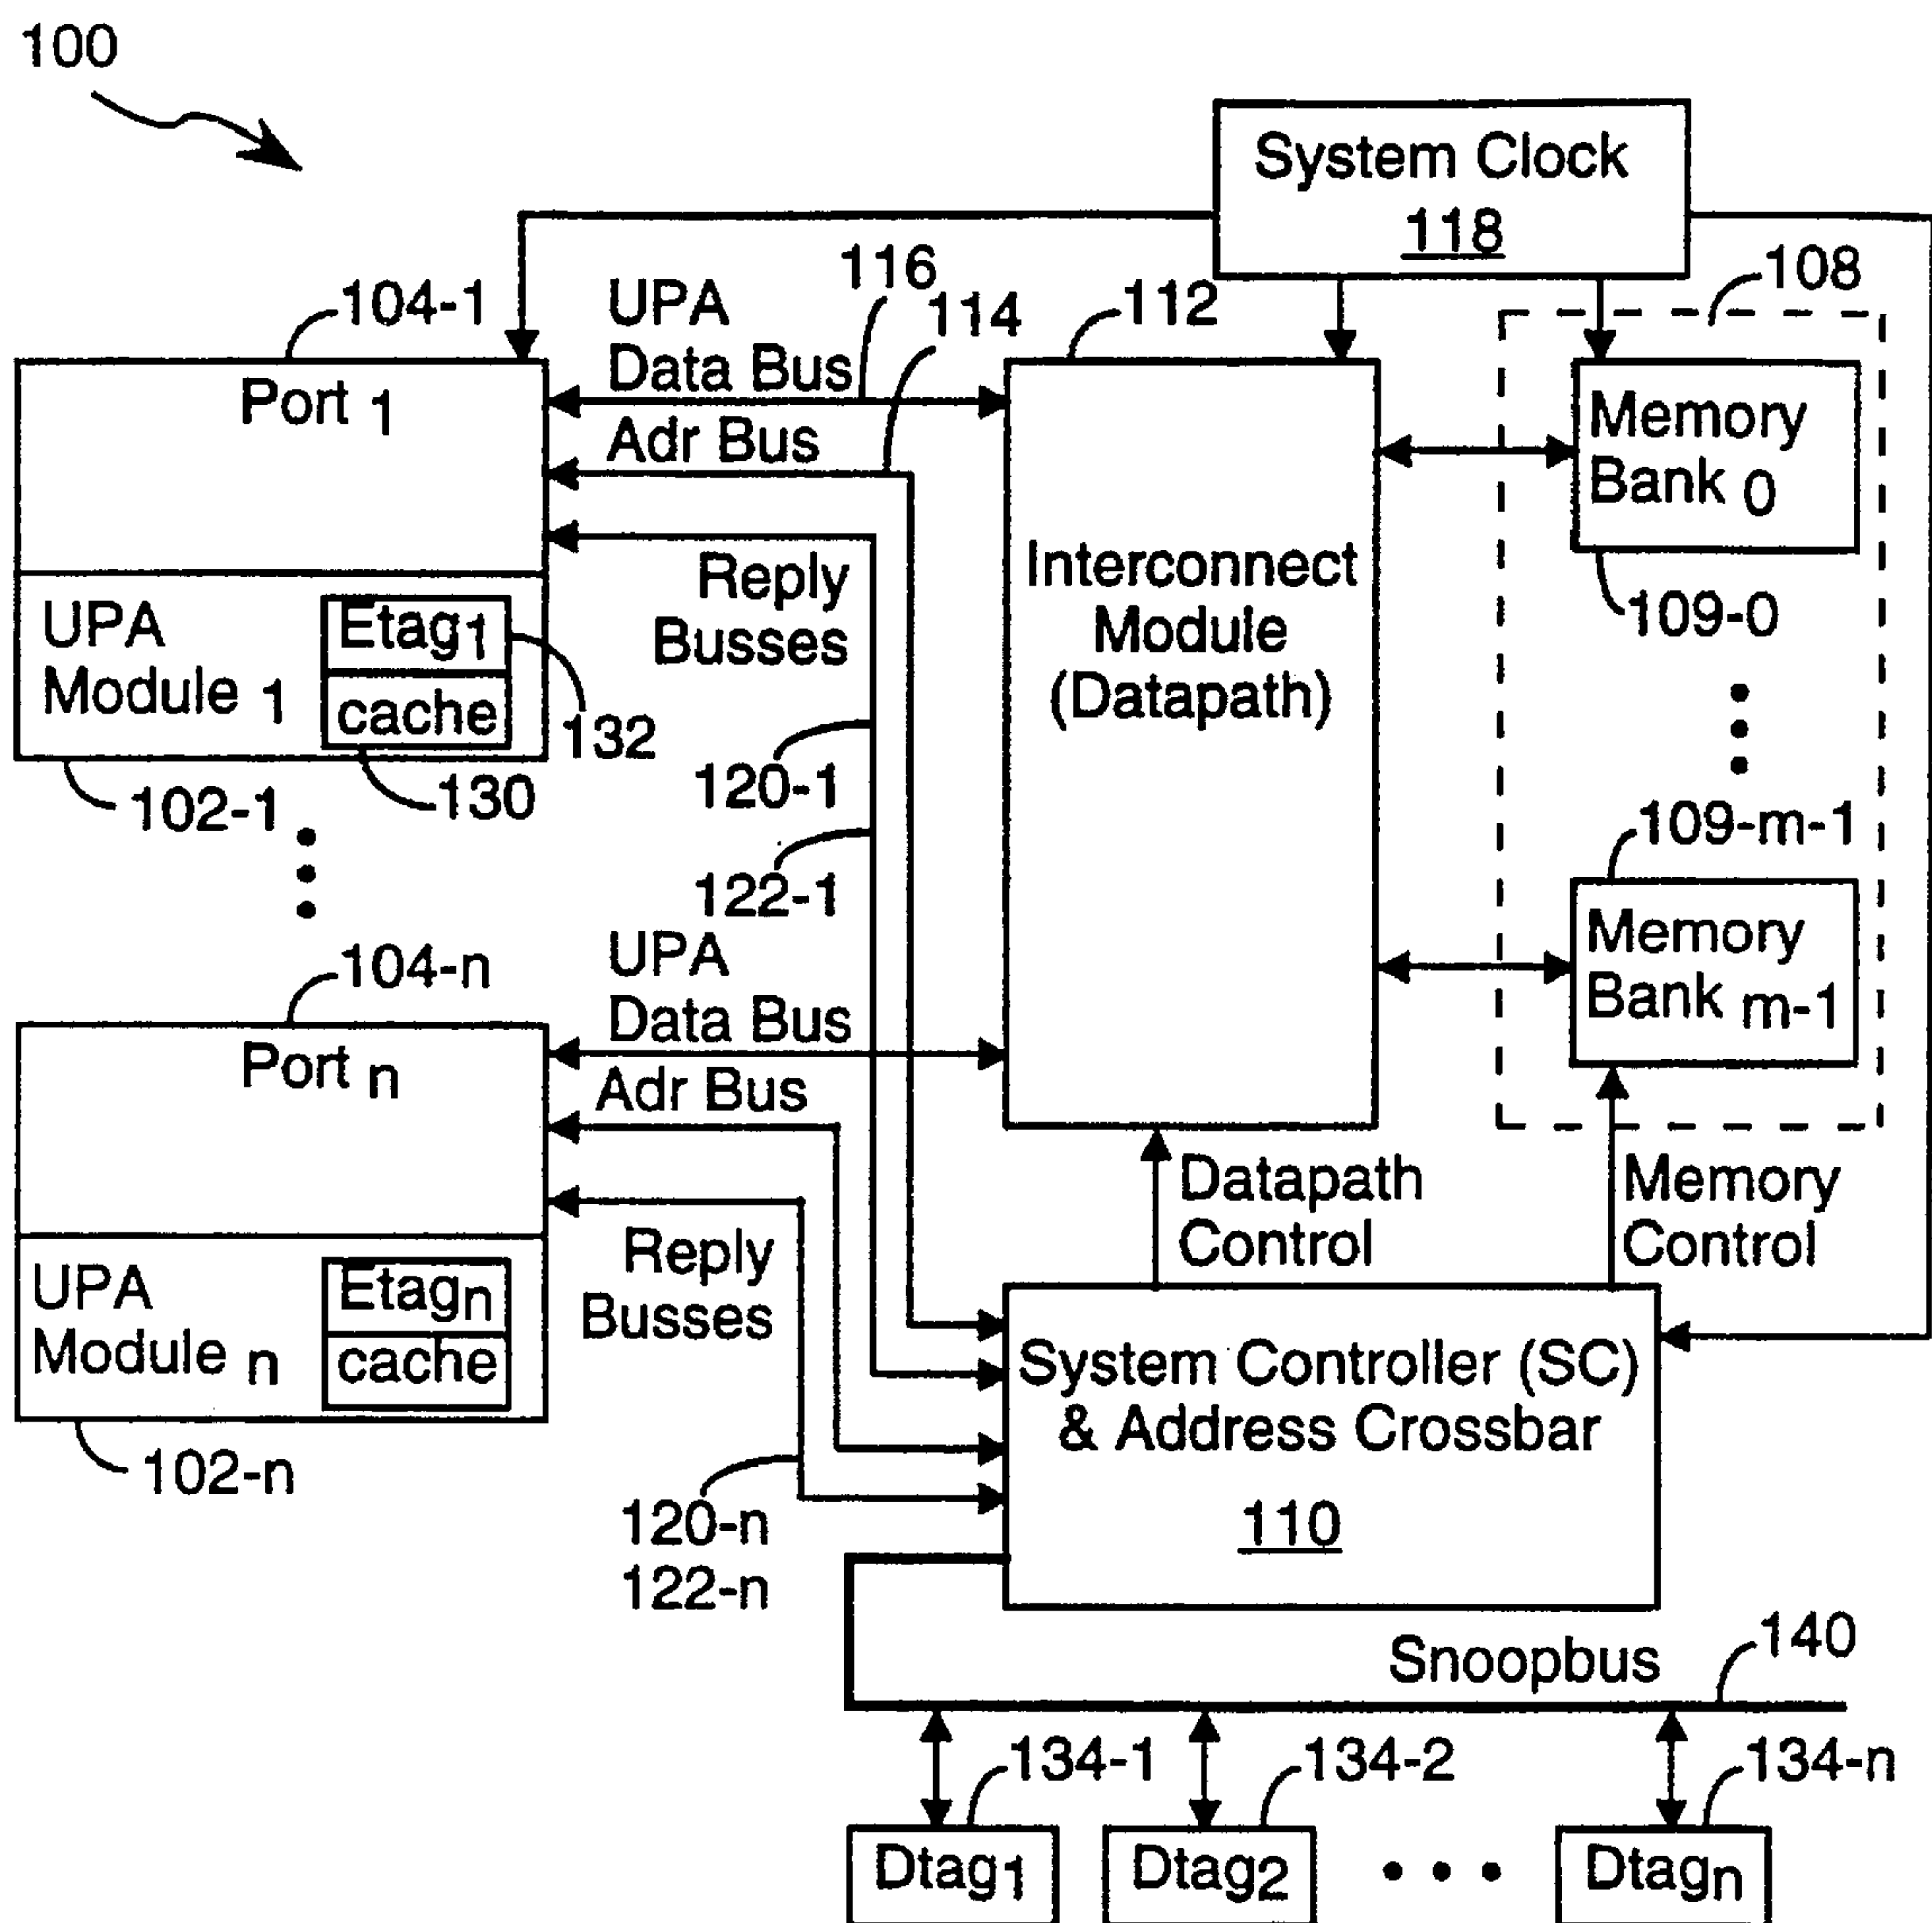 100
System Clock
118
116
114
112
108
104-1
UPA
Data Bus
Adr Bus
Port 1
Memory
Bank 0
109-0
Reply
Busses
Interconnect
Module
(Datapath)
UPA
Module 1
Etag1
cache
132
130
102-1
120-1
122-1
109-m-1
Memory
Bank m-1
104-n
UPA
Data Bus
Adr Bus
Port n
Datapath
Control
Memory
Control
Reply
Busses
UPA
Module n
Etagn
cache
102-n
System Controller (SC)
& Address Crossbar
110
120-n
122-n
Snoopbus
140
134-1
134-2
134-n
Dtag1
Dtag2
Dtagn